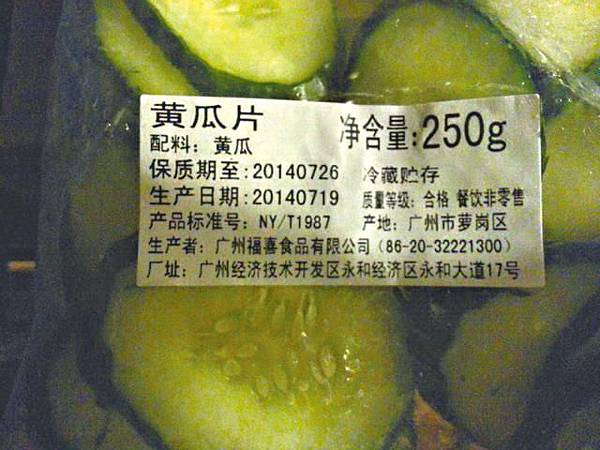 黄瓜片 净含量:250g
配料: 黄瓜
保质期至:20140726 冷藏贮存
生产日期:20140719 质量等级: 合格 餐饮非零售
产品标准号: NY/T1987 产地: 广州市萝岗区
生产者: 广州福喜食品有限公司(86-20-32221300)
厂址: 广州经济技术开发区永和经济区永和大道17号